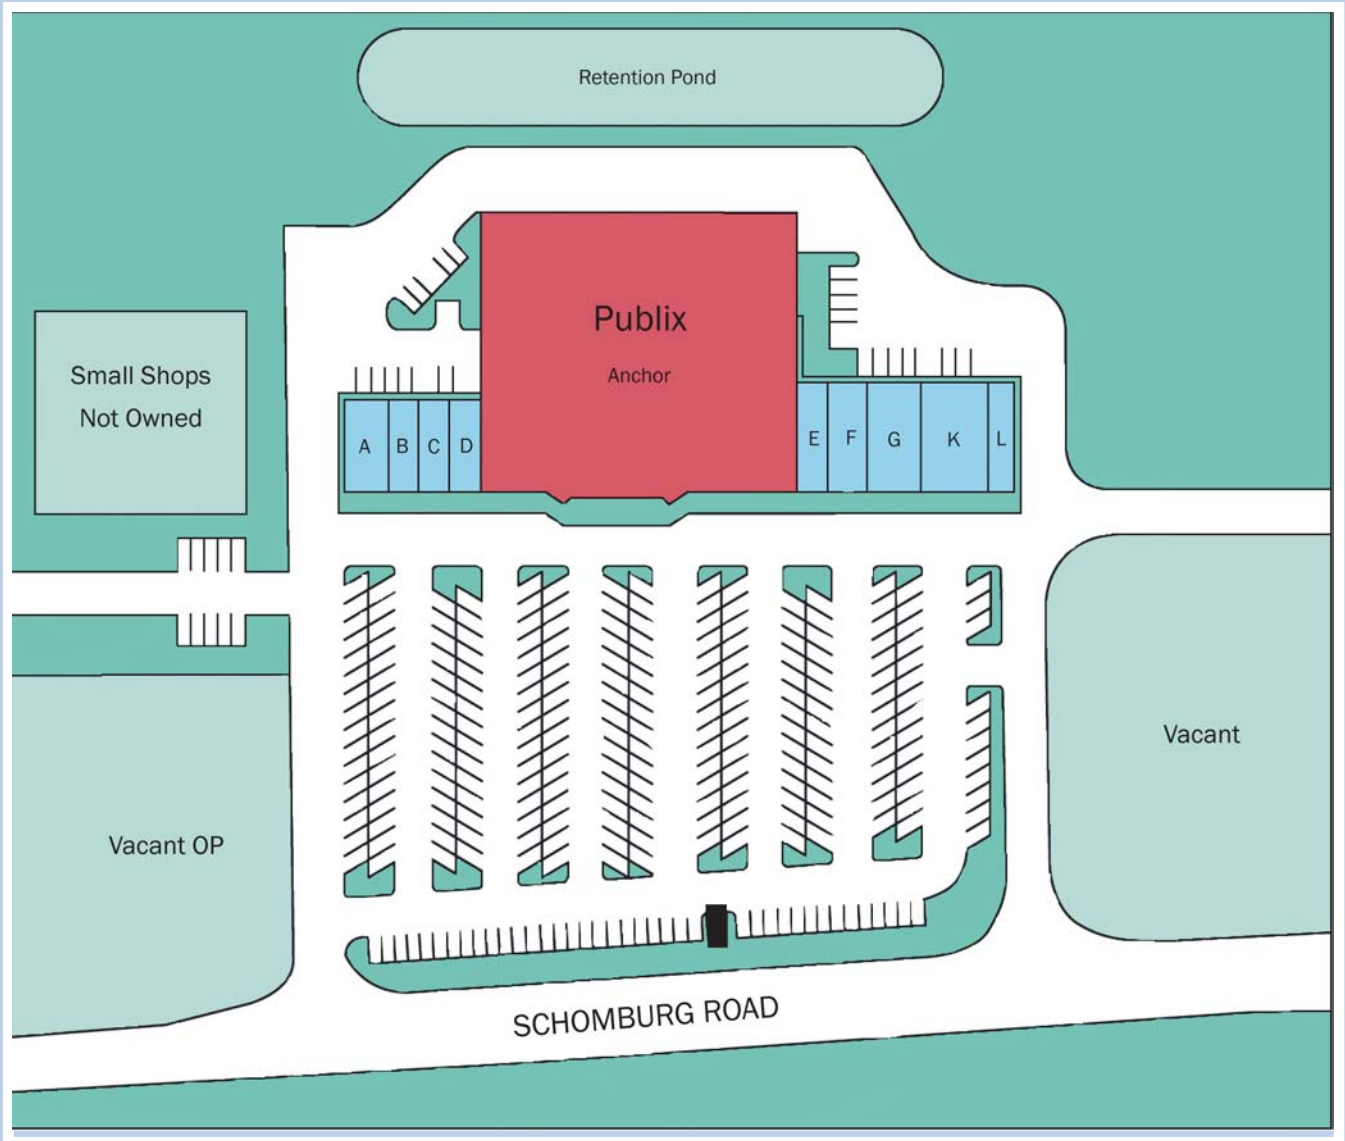 Retention Pond
Publix
Anchor
Small Shops
Not Owned
A B C D
E F G K L
Vacant
Vacant OP
SCHOMBURG ROAD